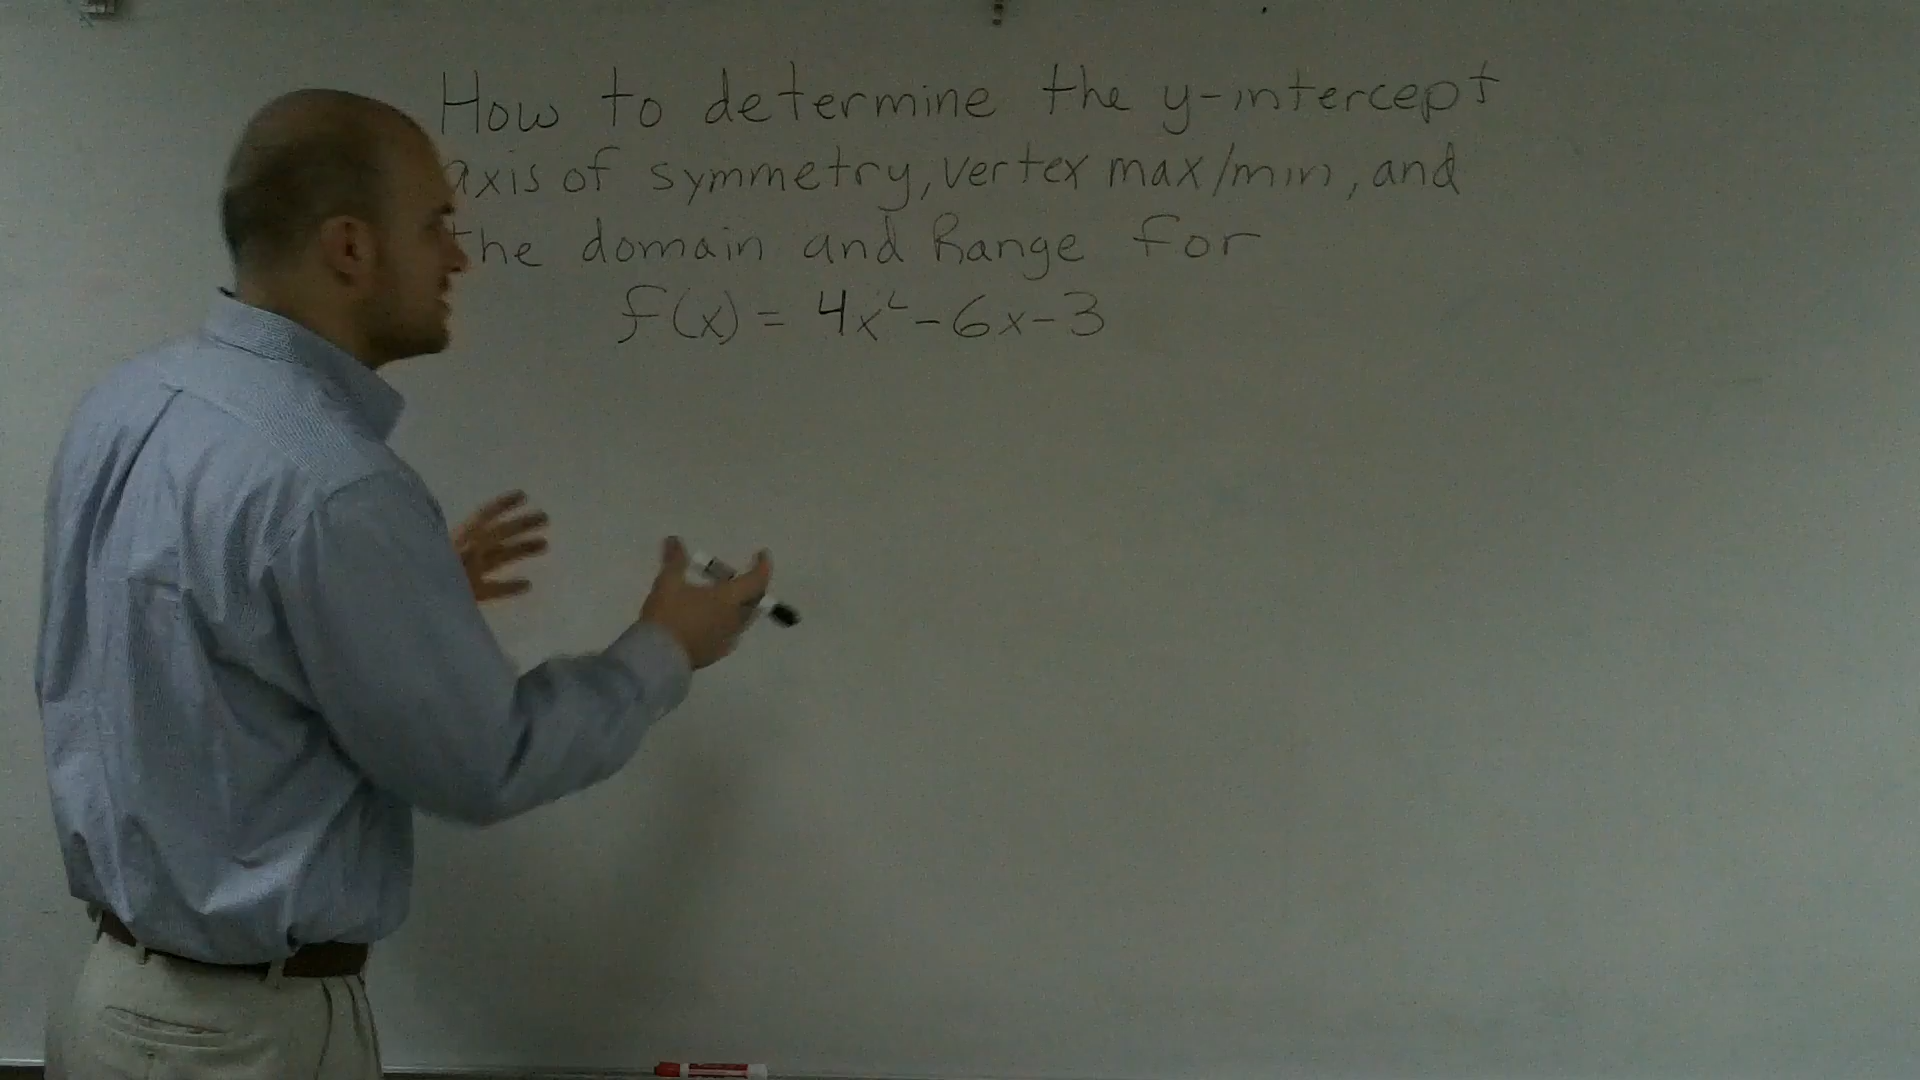 How to determine the y-intercept
axis of symmetry, vertex max/min, and
the domain and Range for
f(x) = 4x² - 6x - 3